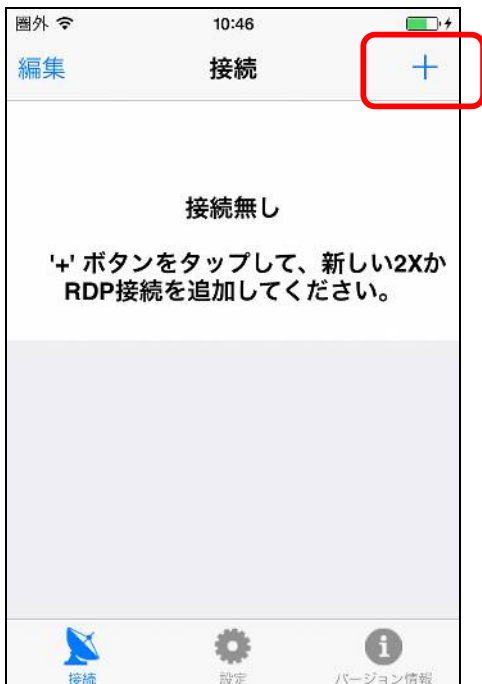 圏外 10:46
編集 接続 +
接続無し
'+' ボタンをタップして、新しい2Xか
RDP接続を追加してください。
接続 設定 バージョン情報